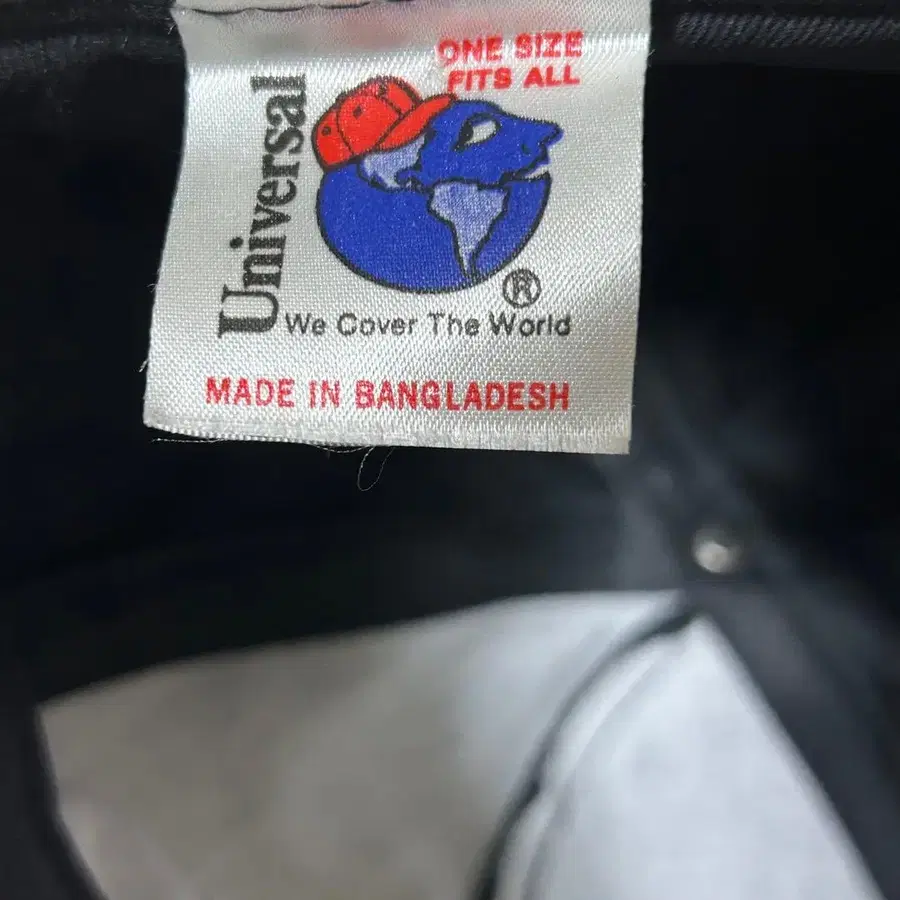 ONE SIZE
FITS ALL
Universal
®
We Cover The World
MADE IN BANGLADESH